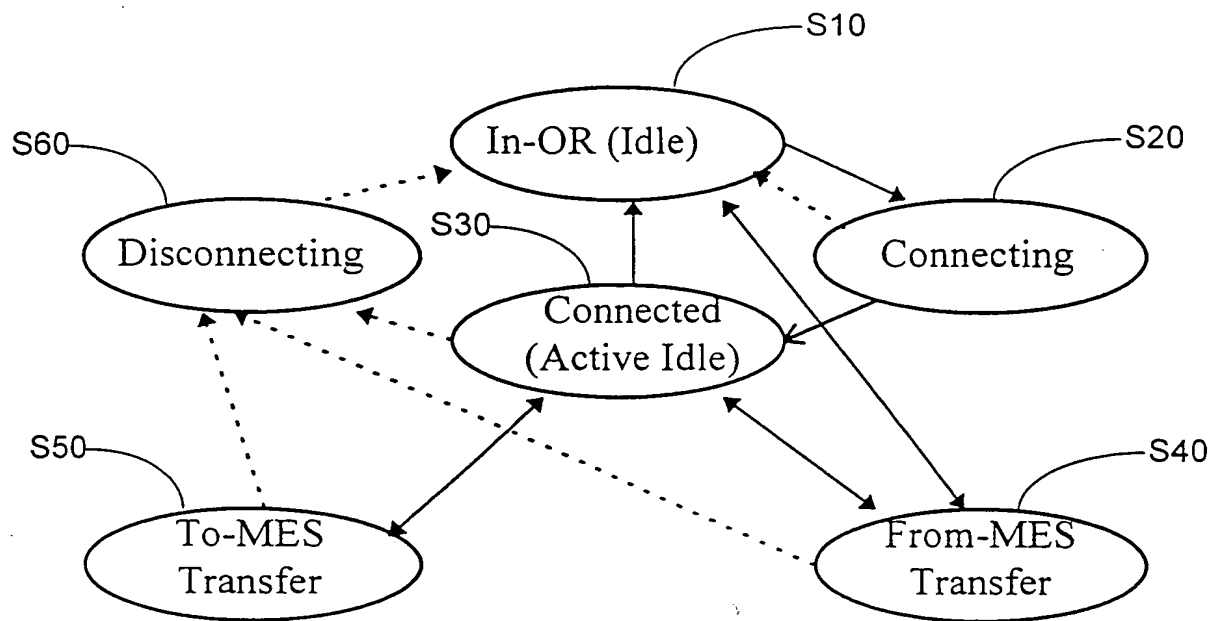 S10
In-OR (Idle)
S60
S20
S30
Disconnecting
Connecting
Connected
(Active Idle)
S50
S40
To-MES
Transfer
From-MES
Transfer